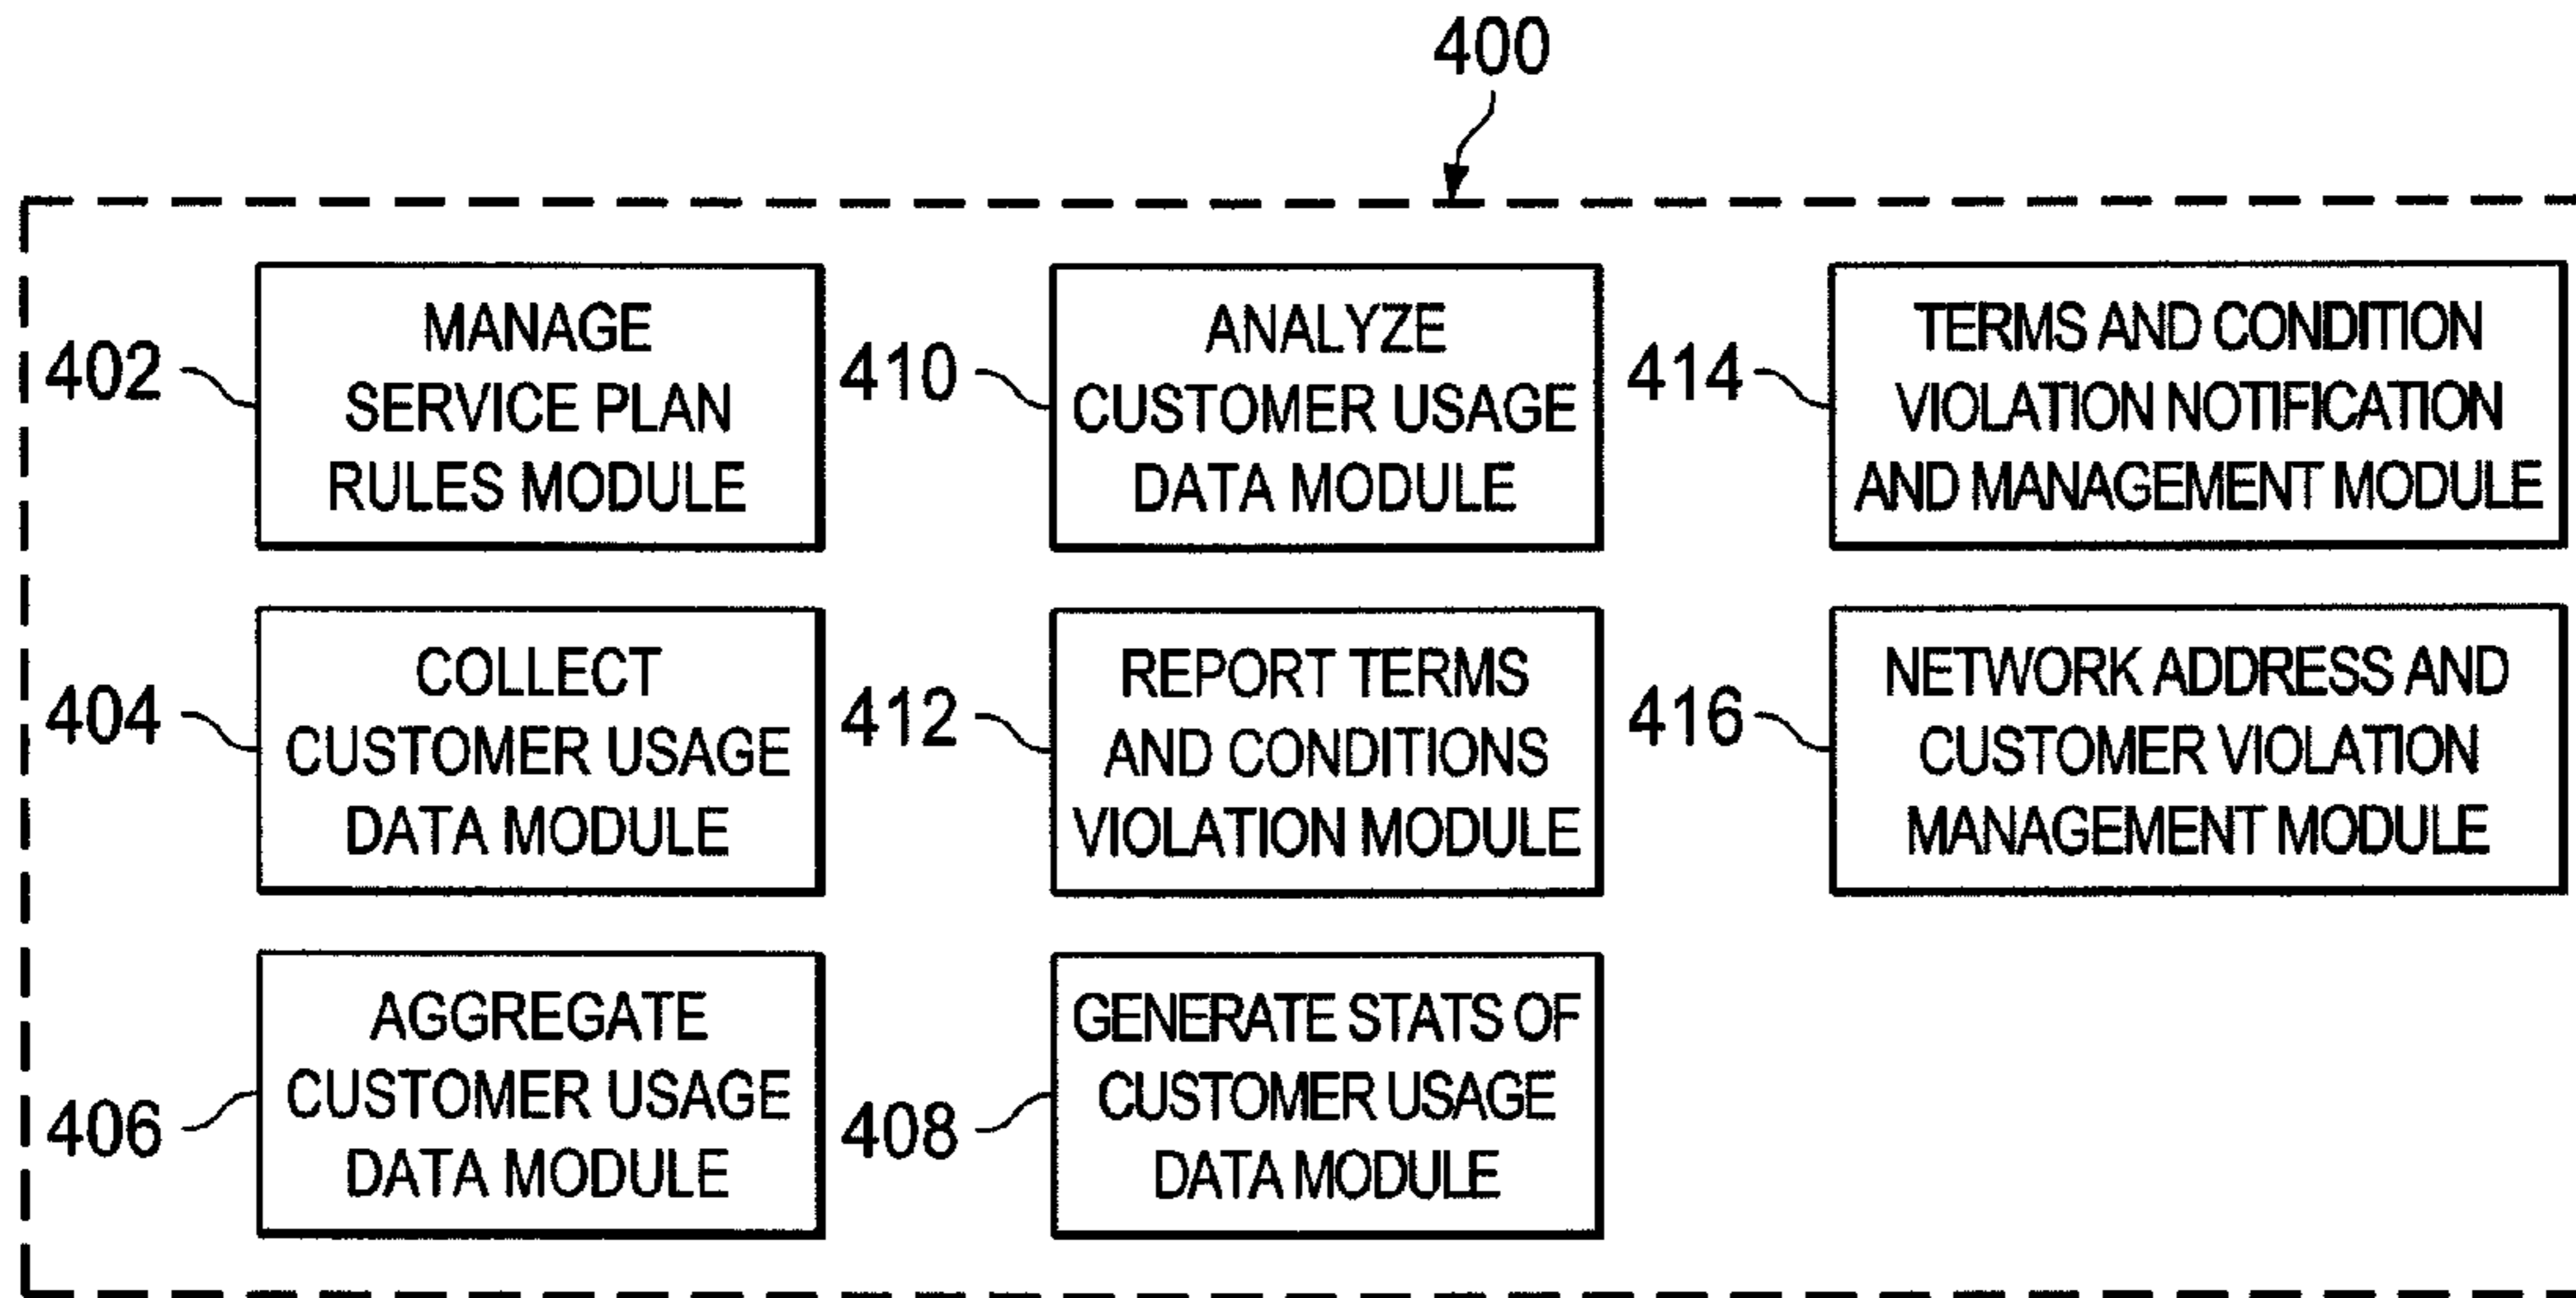 400
402
MANAGE
SERVICE PLAN
RULES MODULE
410
ANALYZE
CUSTOMER USAGE
DATA MODULE
414
TERMS AND CONDITION
VIOLATION NOTIFICATION
AND MANAGEMENT MODULE
404
COLLECT
CUSTOMER USAGE
DATA MODULE
412
REPORT TERMS
AND CONDITIONS
VIOLATION MODULE
416
NETWORK ADDRESS AND
CUSTOMER VIOLATION
MANAGEMENT MODULE
406
AGGREGATE
CUSTOMER USAGE
DATA MODULE
408
GENERATE STATS OF
CUSTOMER USAGE
DATA MODULE